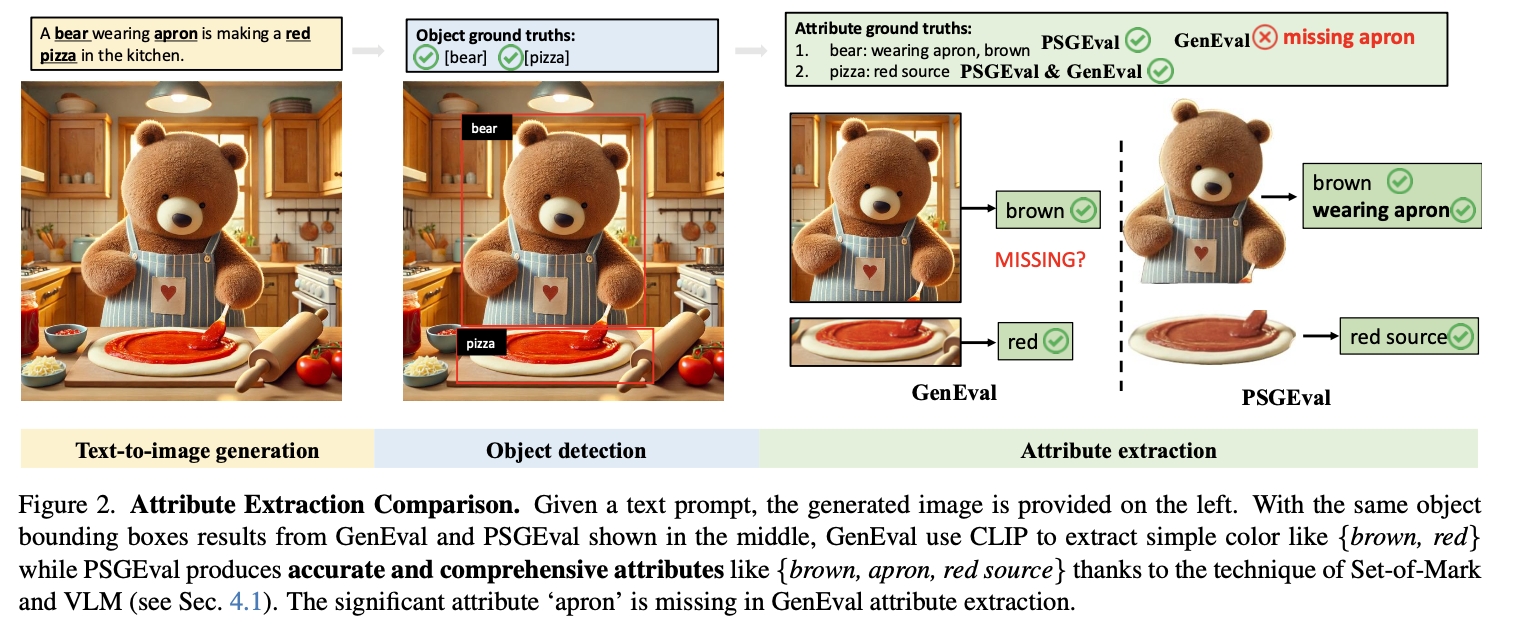 A bear wearing apron is making a red
pizza in the kitchen.
Object ground truths:
[bear] [pizza]
Attribute ground truths:
1. bear: wearing apron, brown PSGEval GenEval missing apron
2. pizza: red source PSGEval & GenEval
bear
pizza
brown
MISSING?
red
GenEval
brown
wearing apron
red source
PSGEval
Text-to-image generation
Object detection
Attribute extraction
Figure 2. Attribute Extraction Comparison. Given a text prompt, the generated image is provided on the left. With the same object
bounding boxes results from GenEval and PSGEval shown in the middle, GenEval use CLIP to extract simple color like {brown, red}
while PSGEval produces accurate and comprehensive attributes like {brown, apron, red source} thanks to the technique of Set-of-Mark
and VLM (see Sec. 4.1). The significant attribute ‘apron’ is missing in GenEval attribute extraction.